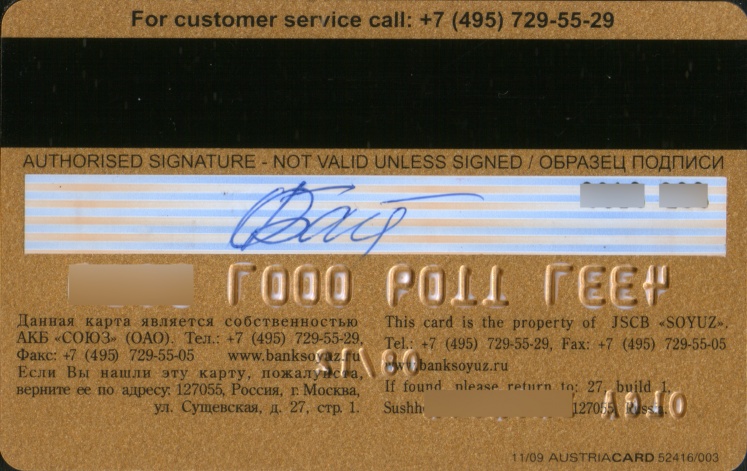 For customer service call: +7 (495) 729-55-29
AUTHORISED SIGNATURE - NOT VALID UNLESS SIGNED / ОБРАЗЕЦ ПОДПИСИ
Данная карта является собственностью
АКБ «СОЮЗ» (ОАО). Тел.: +7 (495) 729-55-29,
Факс: +7 (495) 729-55-05 www.banksoyuz.ru
Если Вы нашли эту карту, пожалуйста,
верните ее по адресу: 127055, Россия, г. Москва,
ул. Сущевская, д. 27, стр. 1.
This card is the property of JSCB «SOYUZ».
Tel.: +7 (495) 729-55-29, Fax: +7 (495) 729-55-05
www.banksoyuz.ru
If found, please return to: 27, build 1,
127055, Russia.
11/09 AUSTRIACARD 52416/003